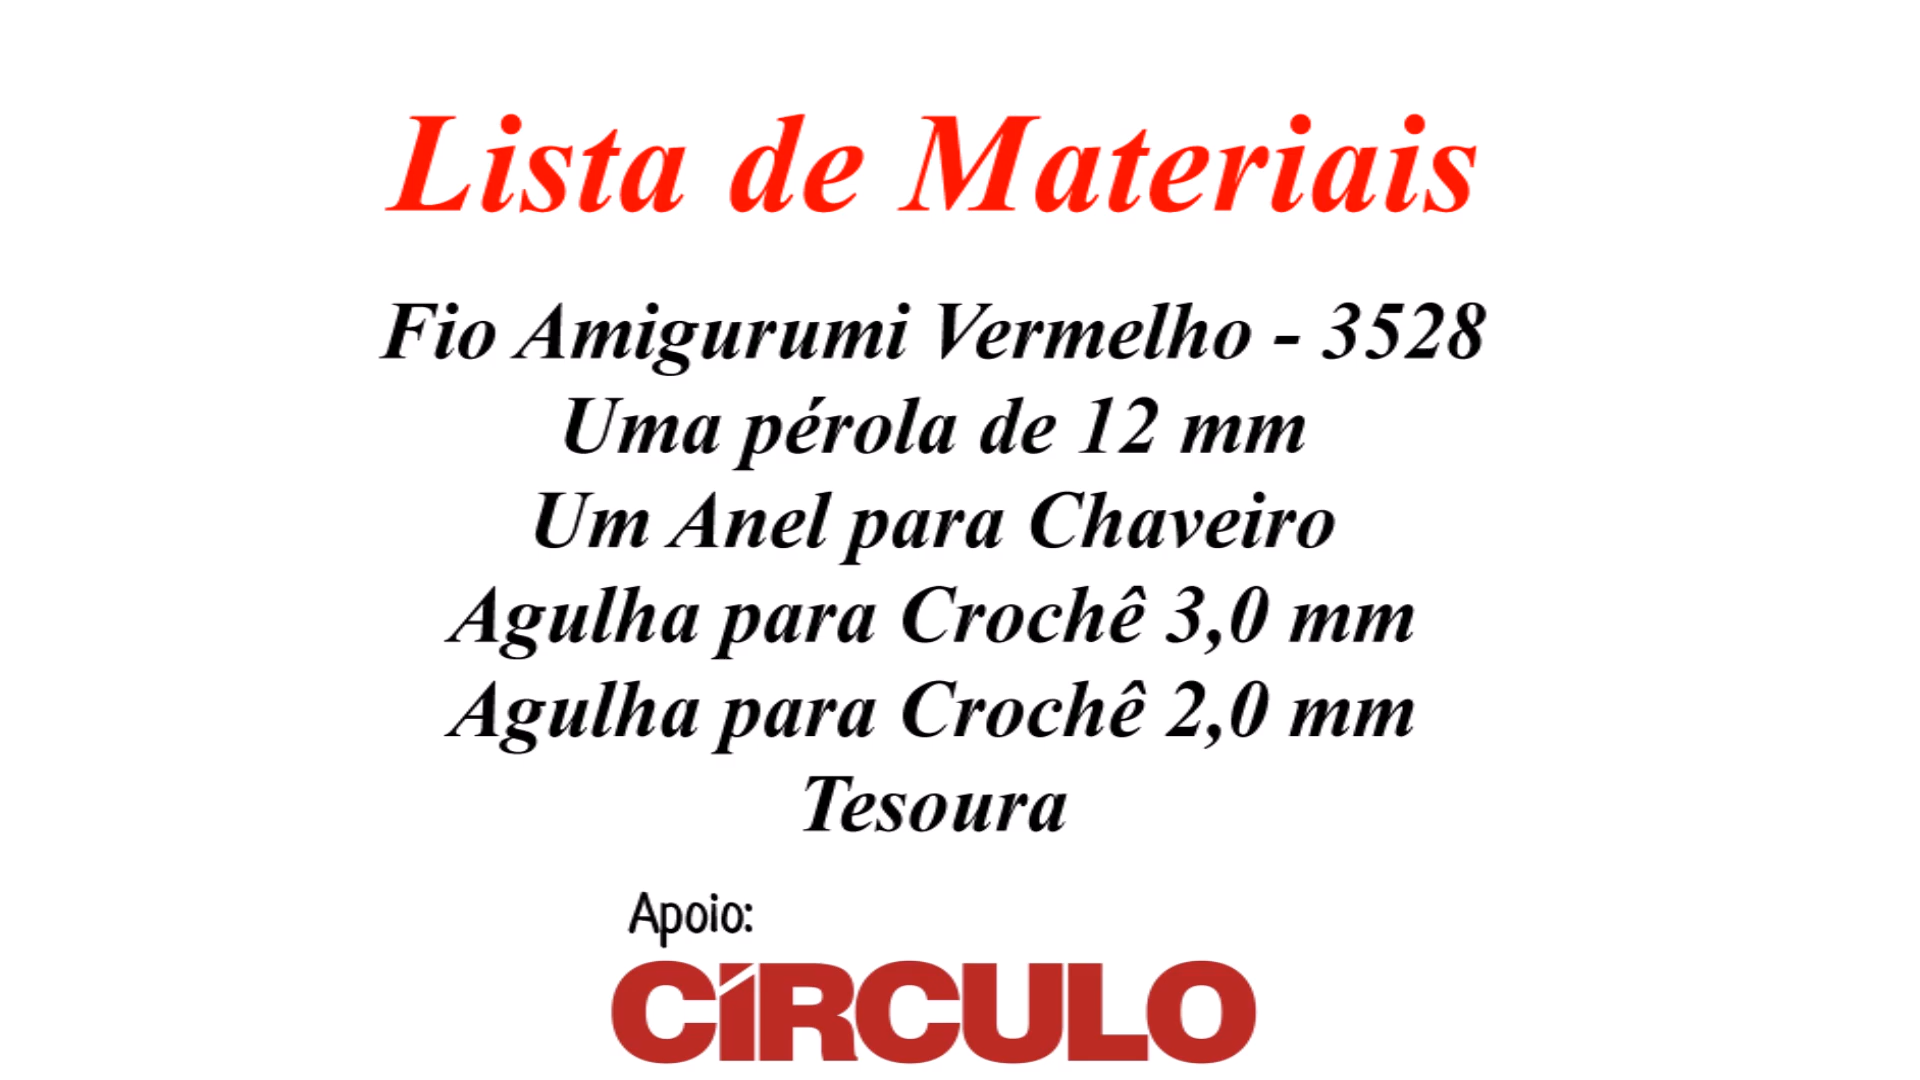 Lista de Materiais
Fio Amigurumi Vermelho - 3528
Uma pérola de 12 mm
Um Anel para Chaveiro
Agulha para Crochê 3,0 mm
Agulha para Crochê 2,0 mm
Tesoura
Apoio:
CÍRCULO